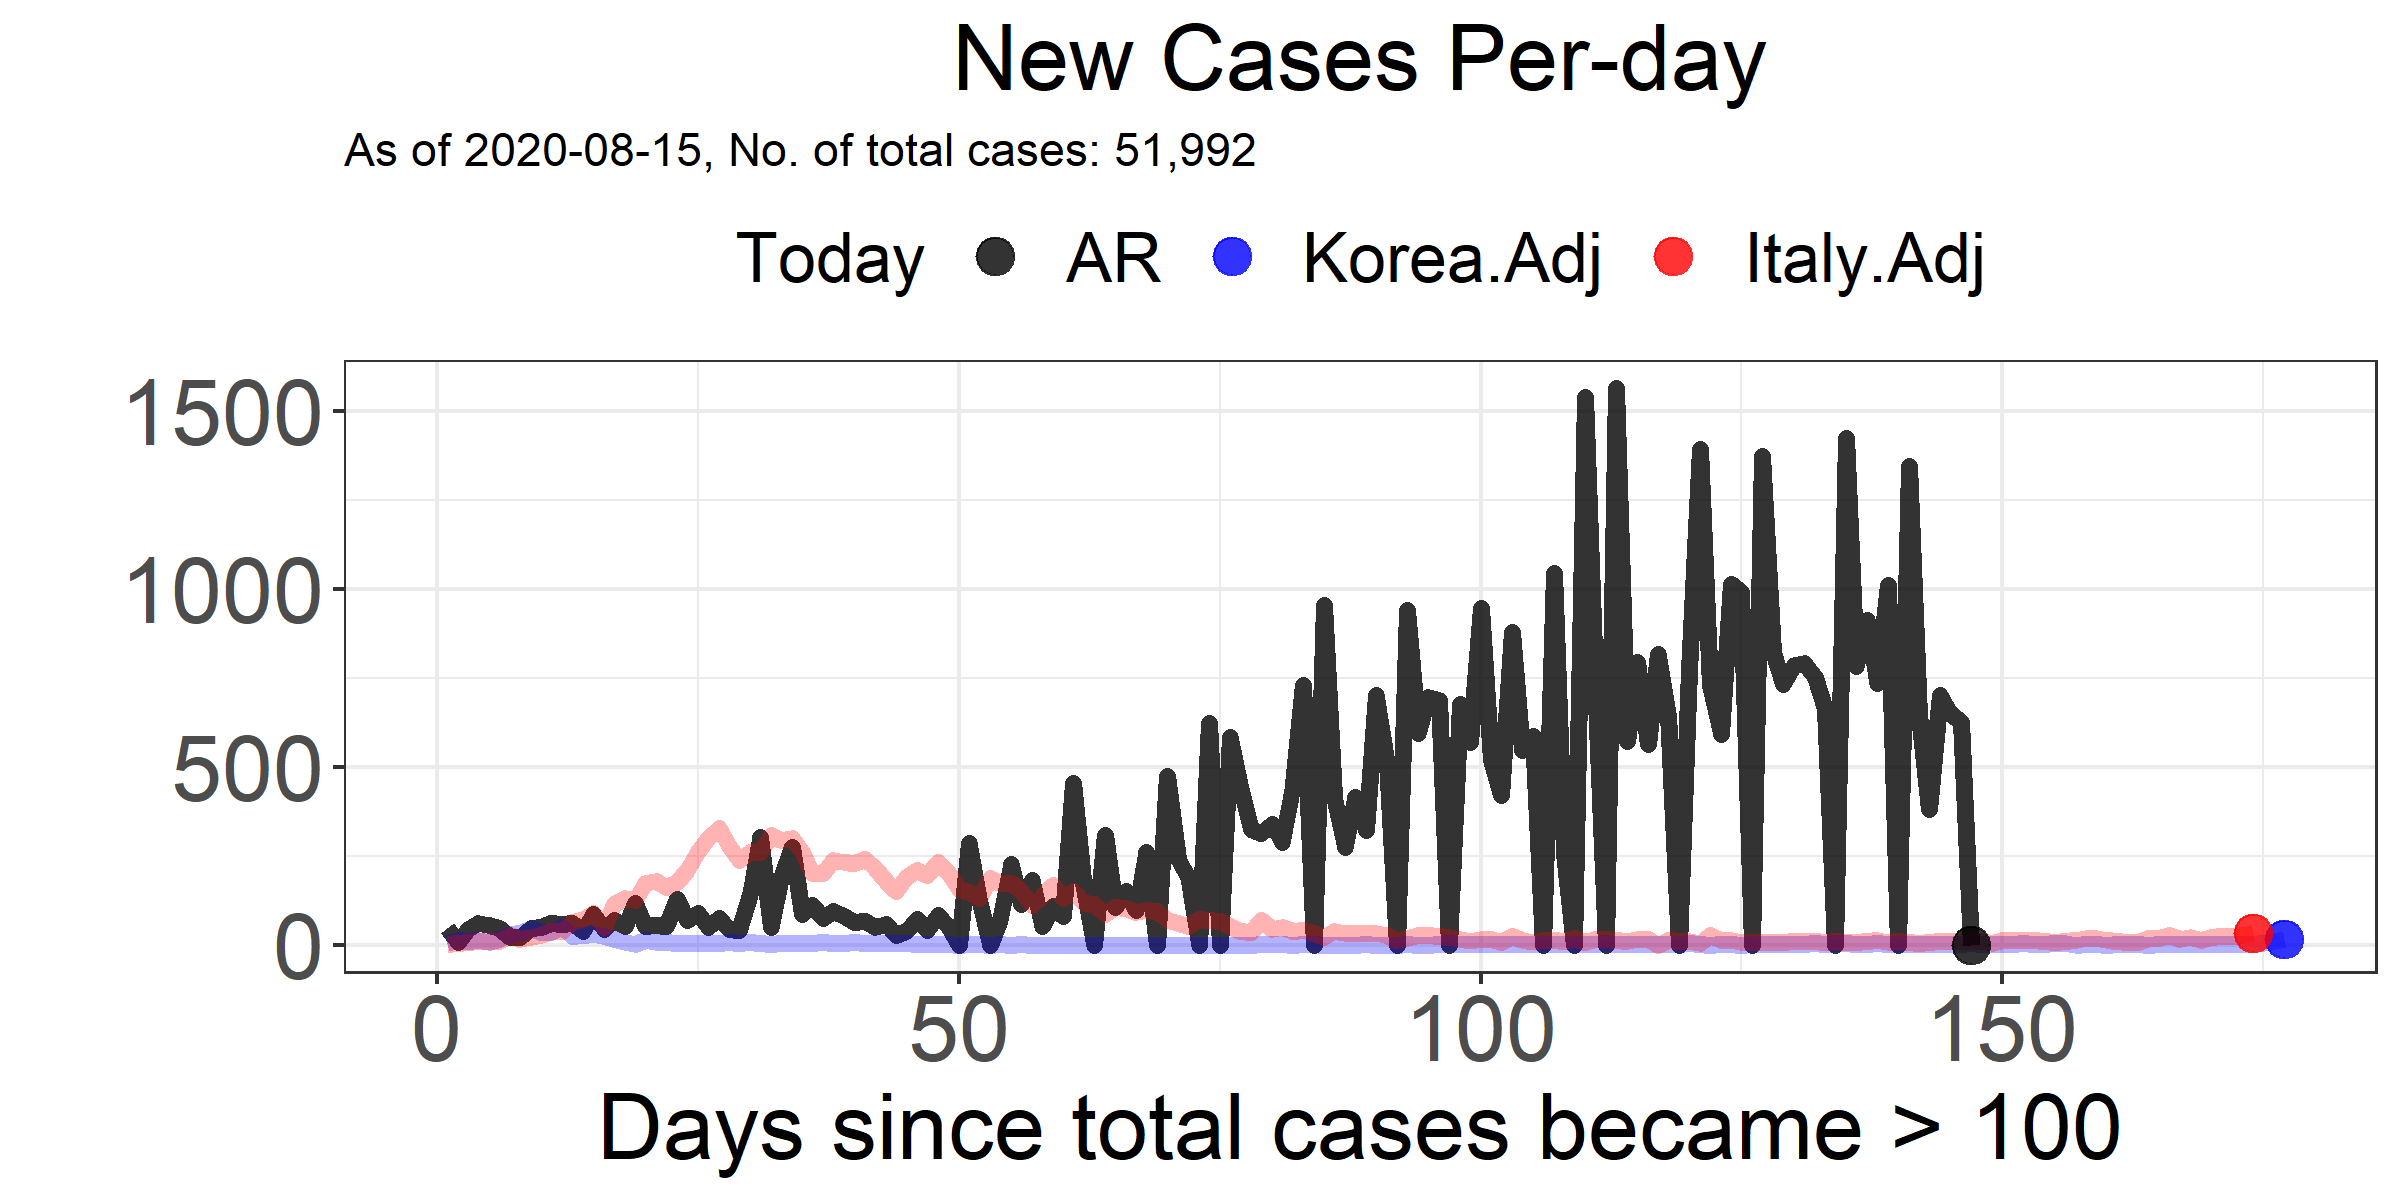 New Cases Per-day
As of 2020-08-15, No. of total cases: 51,992
Today AR Korea.Adj Italy.Adj
1500
1000
500
0
0 50 100 150
Days since total cases became > 100